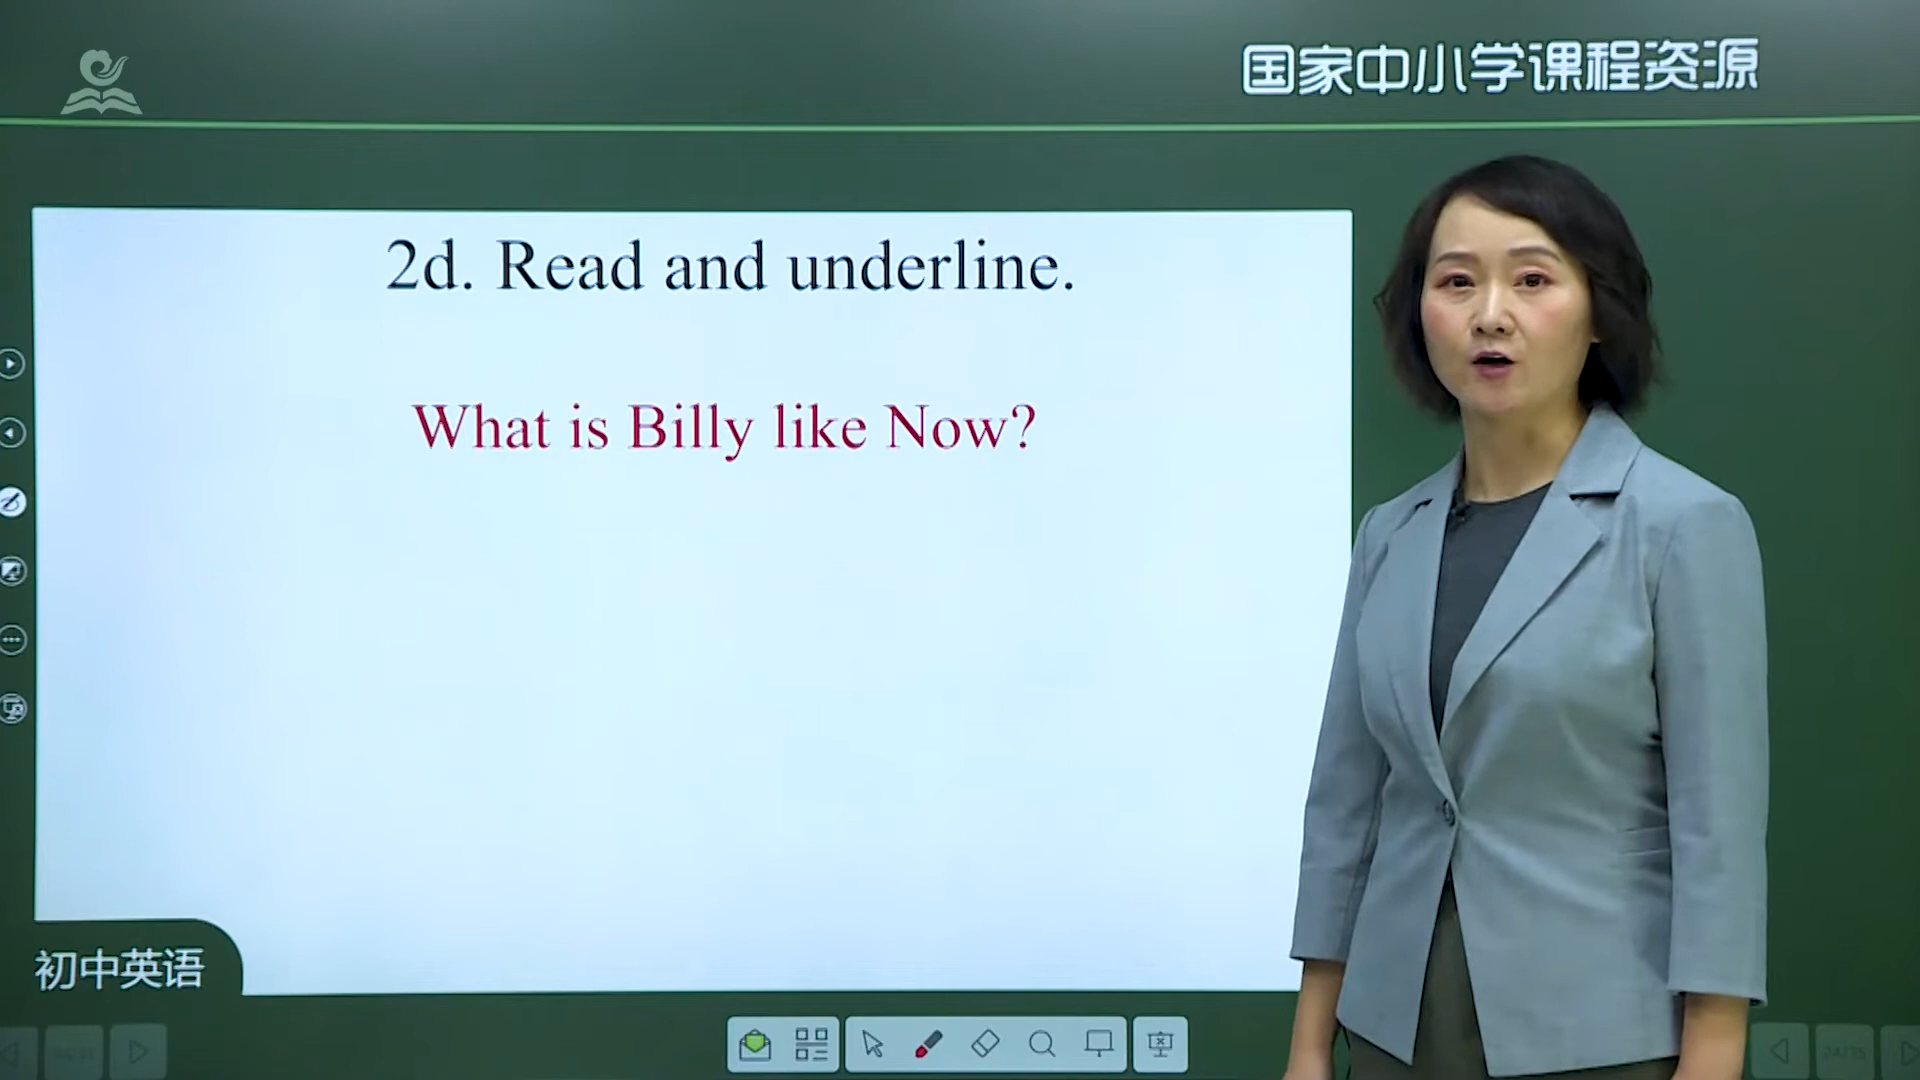 国家中小学课程资源
2d. Read and underline.
What is Billy like Now?
初中英语